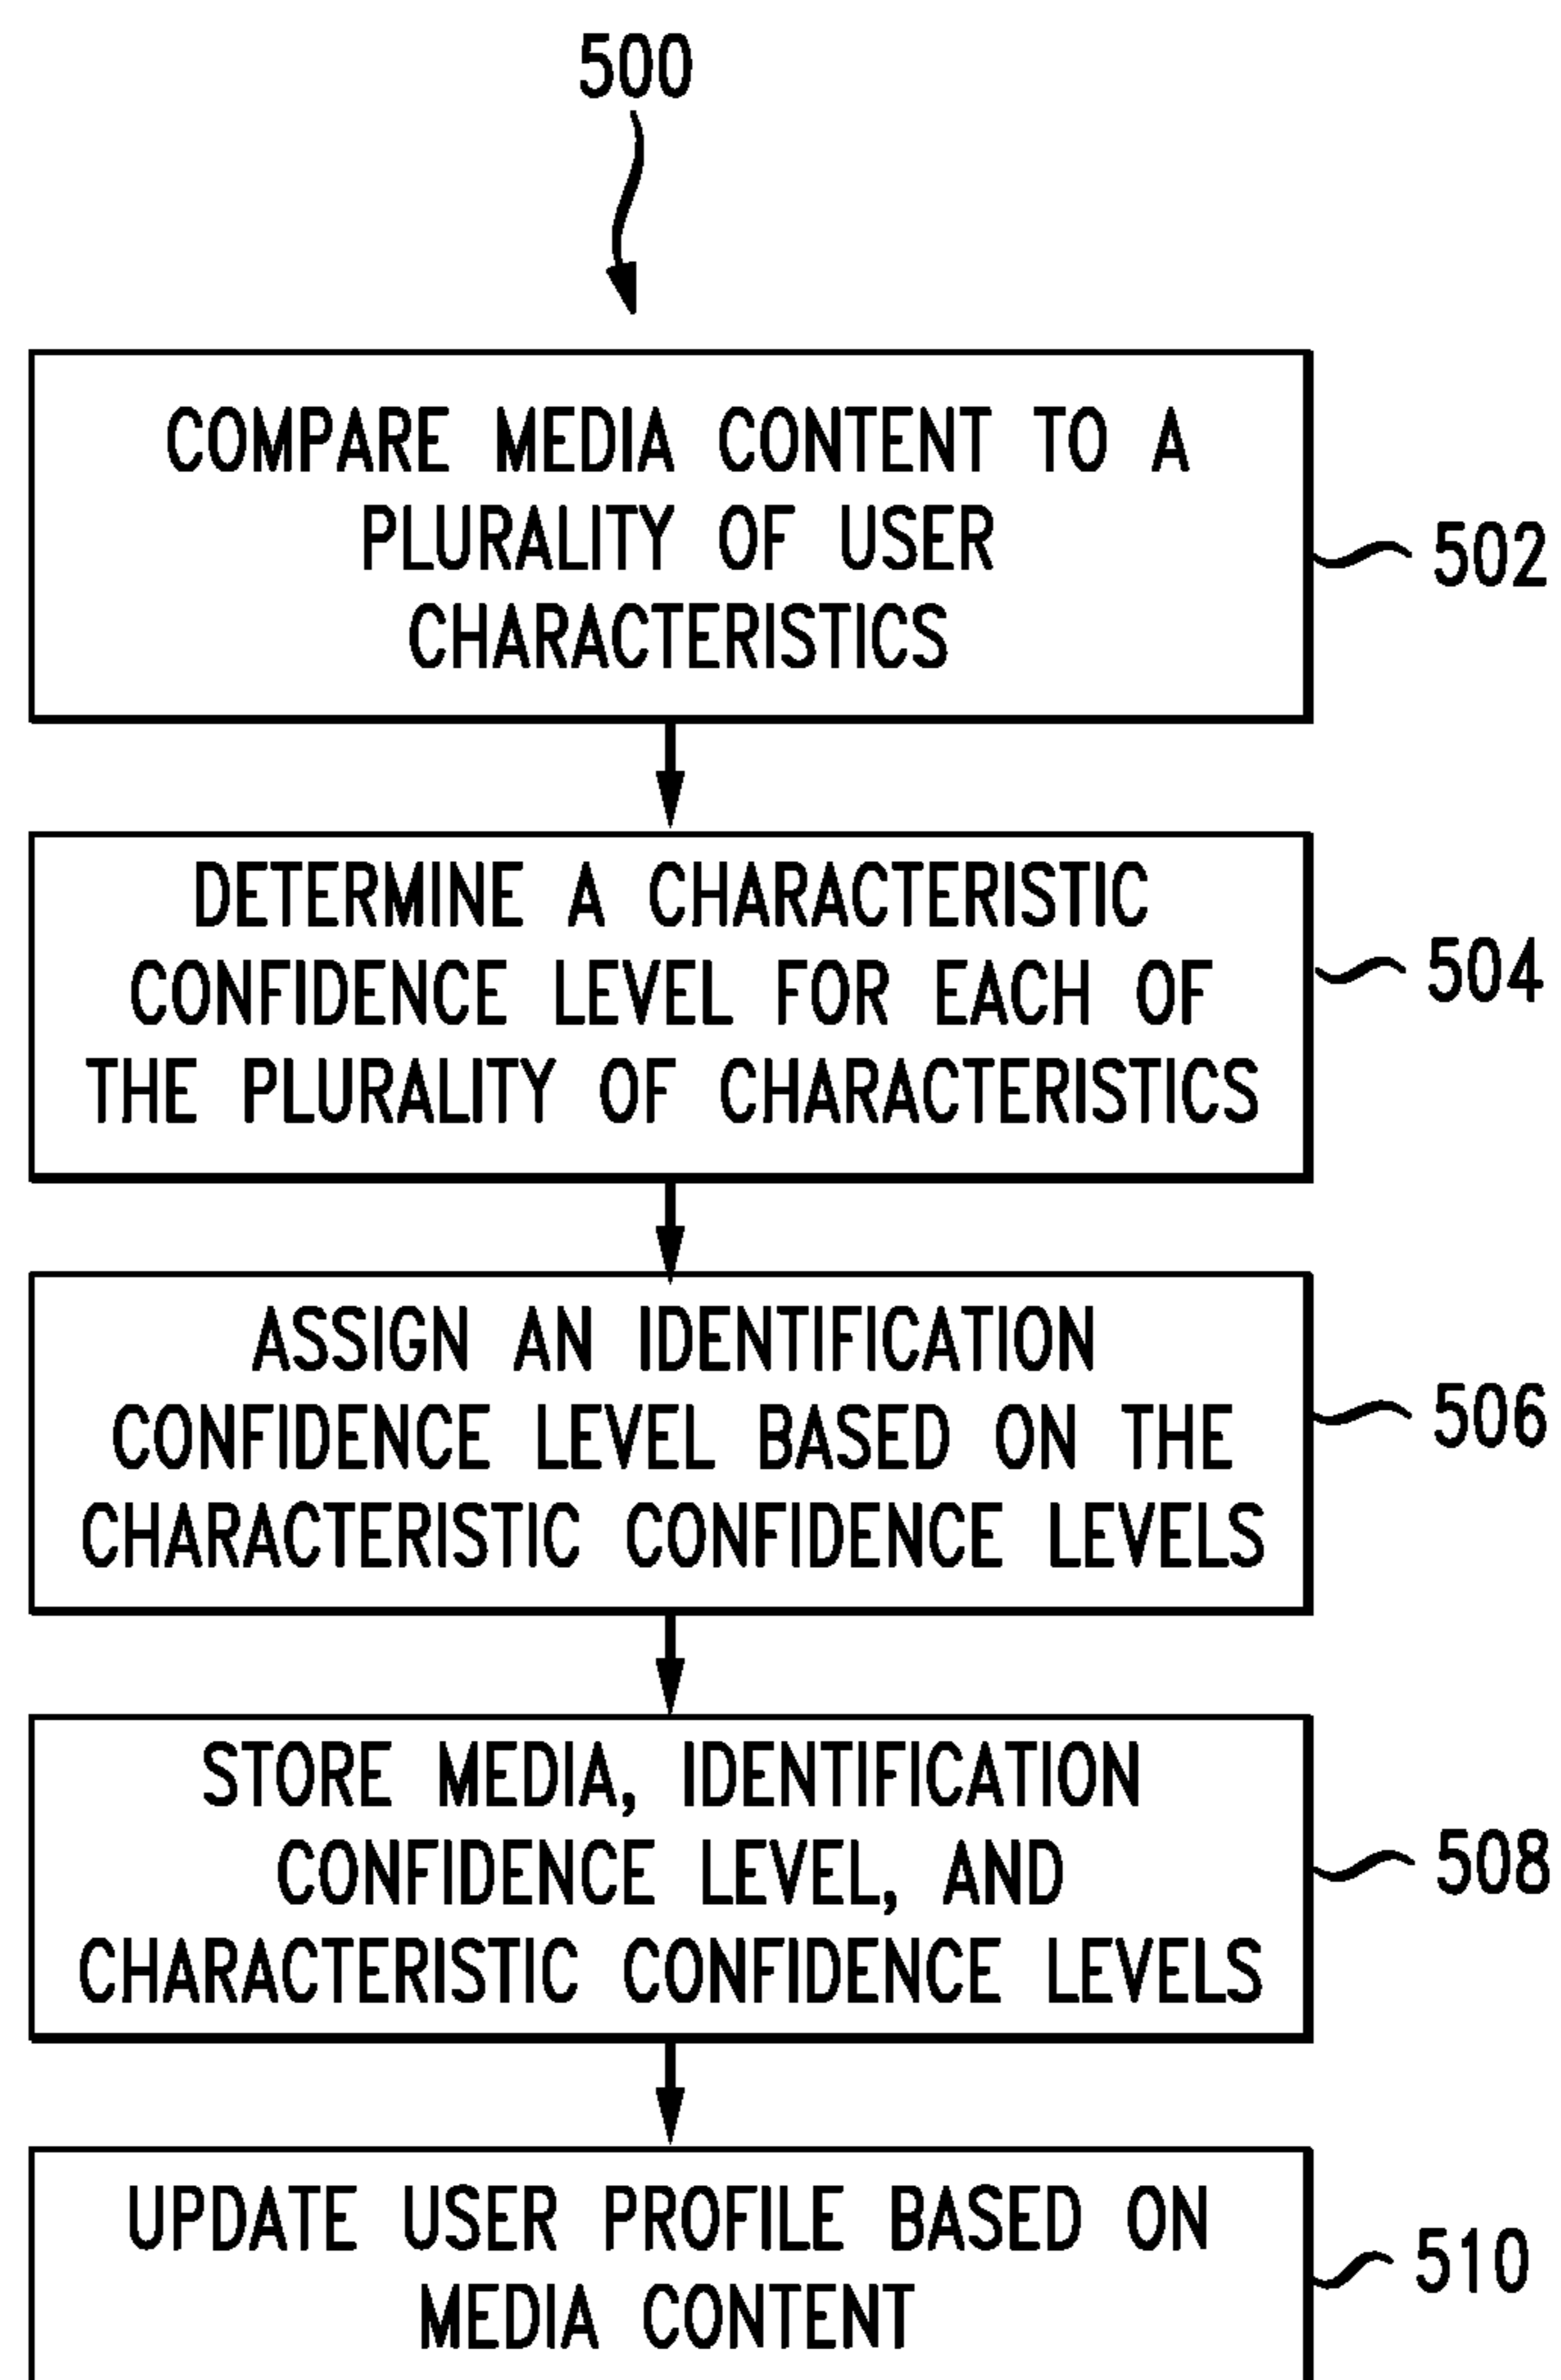 500
COMPARE MEDIA CONTENT TO A
PLURALITY OF USER
CHARACTERISTICS
502
DETERMINE A CHARACTERISTIC
CONFIDENCE LEVEL FOR EACH OF
THE PLURALITY OF CHARACTERISTICS
504
ASSIGN AN IDENTIFICATION
CONFIDENCE LEVEL BASED ON THE
CHARACTERISTIC CONFIDENCE LEVELS
506
STORE MEDIA, IDENTIFICATION
CONFIDENCE LEVEL, AND
CHARACTERISTIC CONFIDENCE LEVELS
508
UPDATE USER PROFILE BASED ON
MEDIA CONTENT
510